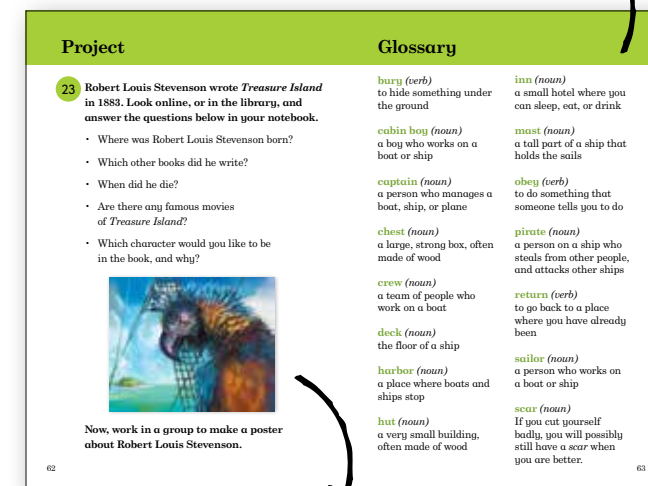 Project
23 Robert Louis Stevenson wrote Treasure Island
in 1883. Look online, or in the library, and
answer the questions below in your notebook.
• Where was Robert Louis Stevenson born?
• Which other books did he write?
• When did he die?
• Are there any famous movies
of Treasure Island?
• Which character would you like to be
in the book, and why?
Now, work in a group to make a poster
about Robert Louis Stevenson.
62
Glossary
bury (verb)
to hide something under
the ground
cabin boy (noun)
a boy who works on a
boat or ship
captain (noun)
a person who manages a
boat, ship, or plane
chest (noun)
a large, strong box, often
made of wood
crew (noun)
a team of people who
work on a boat
deck (noun)
the floor of a ship
harbor (noun)
a place where boats and
ships stop
hut (noun)
a very small building,
often made of wood
inn (noun)
a small hotel where you
can sleep, eat, or drink
mast (noun)
a tall part of a ship that
holds the sails
obey (verb)
to do something that
someone tells you to do
pirate (noun)
a person on a ship who
steals from other people,
and attacks other ships
return (verb)
to go back to a place
where you have already
been
sailor (noun)
a person who works on
a boat or ship
scar (noun)
If you cut yourself
badly, you will possibly
still have a scar when
you are better.
63